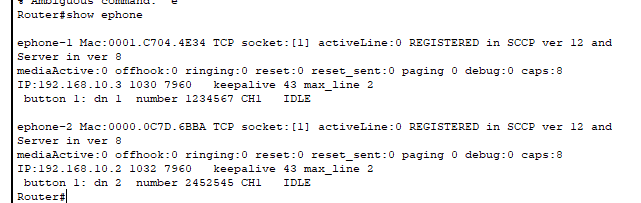 % Ambiguous command: "e"
Router#show ephone
ephone-1 Mac:0001.C704.4E34 TCP socket:[1] activeLine:0 REGISTERED in SCCP ver 12 and
Server in ver 8
mediaActive:0 offhook:0 ringing:0 reset:0 reset_sent:0 paging 0 debug:0 caps:8
IP:192.168.10.3 1030 7960 keepalive 43 max_line 2
button 1: dn 1 number 1234567 CH1 IDLE
ephone-2 Mac:0000.0C7D.6BBA TCP socket:[1] activeLine:0 REGISTERED in SCCP ver 12 and
Server in ver 8
mediaActive:0 offhook:0 ringing:0 reset:0 reset_sent:0 paging 0 debug:0 caps:8
IP:192.168.10.2 1032 7960 keepalive 43 max_line 2
button 1: dn 2 number 2452545 CH1 IDLE
Router#